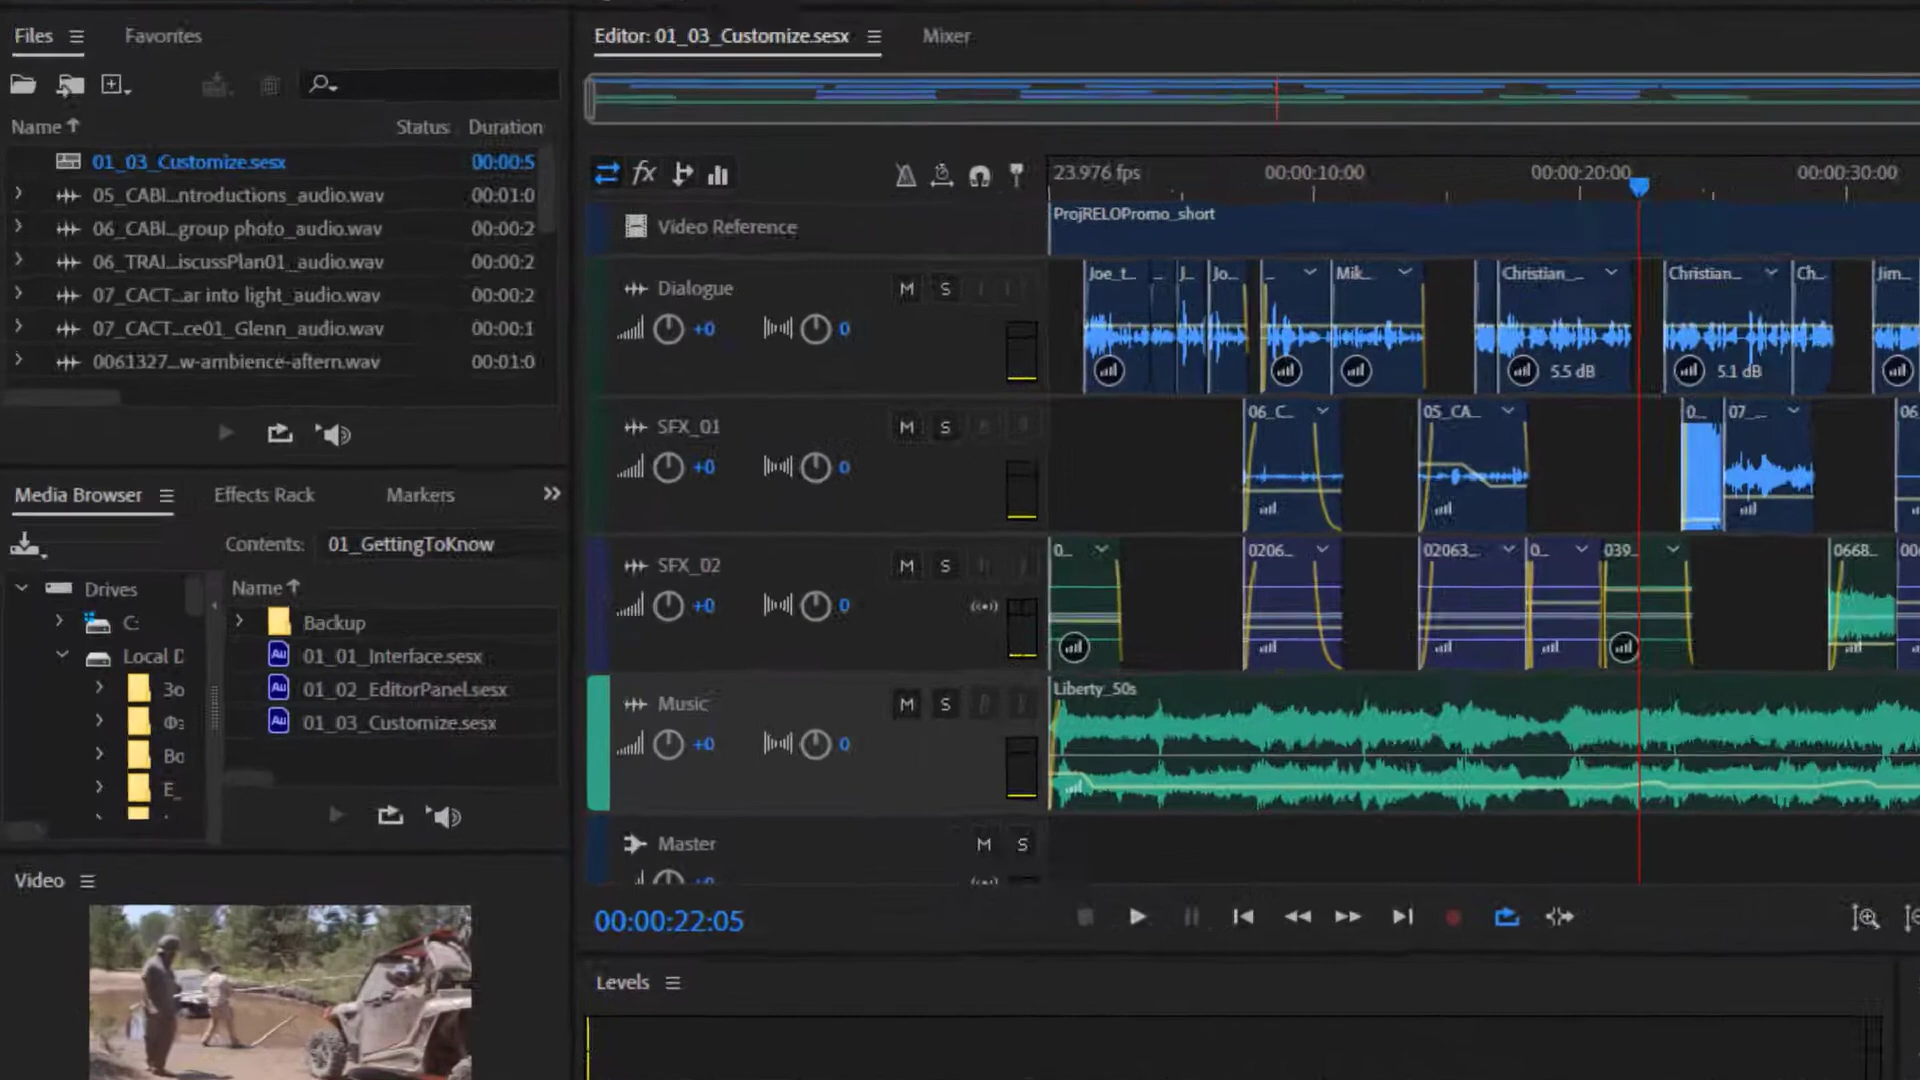 Files
Favorites
Name
Status
Duration
01_03_Customize.sesx
00:00:5
05_CABI...ntroductions_audio.wav
00:01:0
06_CABI...group photo_audio.wav
00:00:2
06_TRAI...iscussPlan01_audio.wav
00:00:2
07_CACT...ar into light_audio.wav
00:00:2
07_CACT...ce01_Glenn_audio.wav
00:00:1
0061327...w-ambience-aftern.wav
00:01:0
Media Browser
Effects Rack
Markers
Contents:
01_GettingToKnow
Drives
C:
Local D
Зо
Фэ
Во
E_
Name
Backup
01_01_Interface.sesx
01_02_EditorPanel.sesx
01_03_Customize.sesx
Video
Editor: 01_03_Customize.sesx
Mixer
fx
23.976 fps
00:00:10:00
00:00:20:00
00:00:30:00
Video Reference
ProjRELOPromo_short
Dialogue
M S
+0
0
Joe_t...
J...
Jo...
Mik...
Christian_...
Christian...
Ch...
Jim...
5.5 dB
5.1 dB
SFX_01
M S
+0
0
06_C...
05_CA...
0...
07_...
06
SFX_02
M S
+0
0
0...
0206...
02063...
0...
039...
0668...
00
Music
M S
+0
0
Liberty_50s
Master
M S
00:00:22:05
Levels